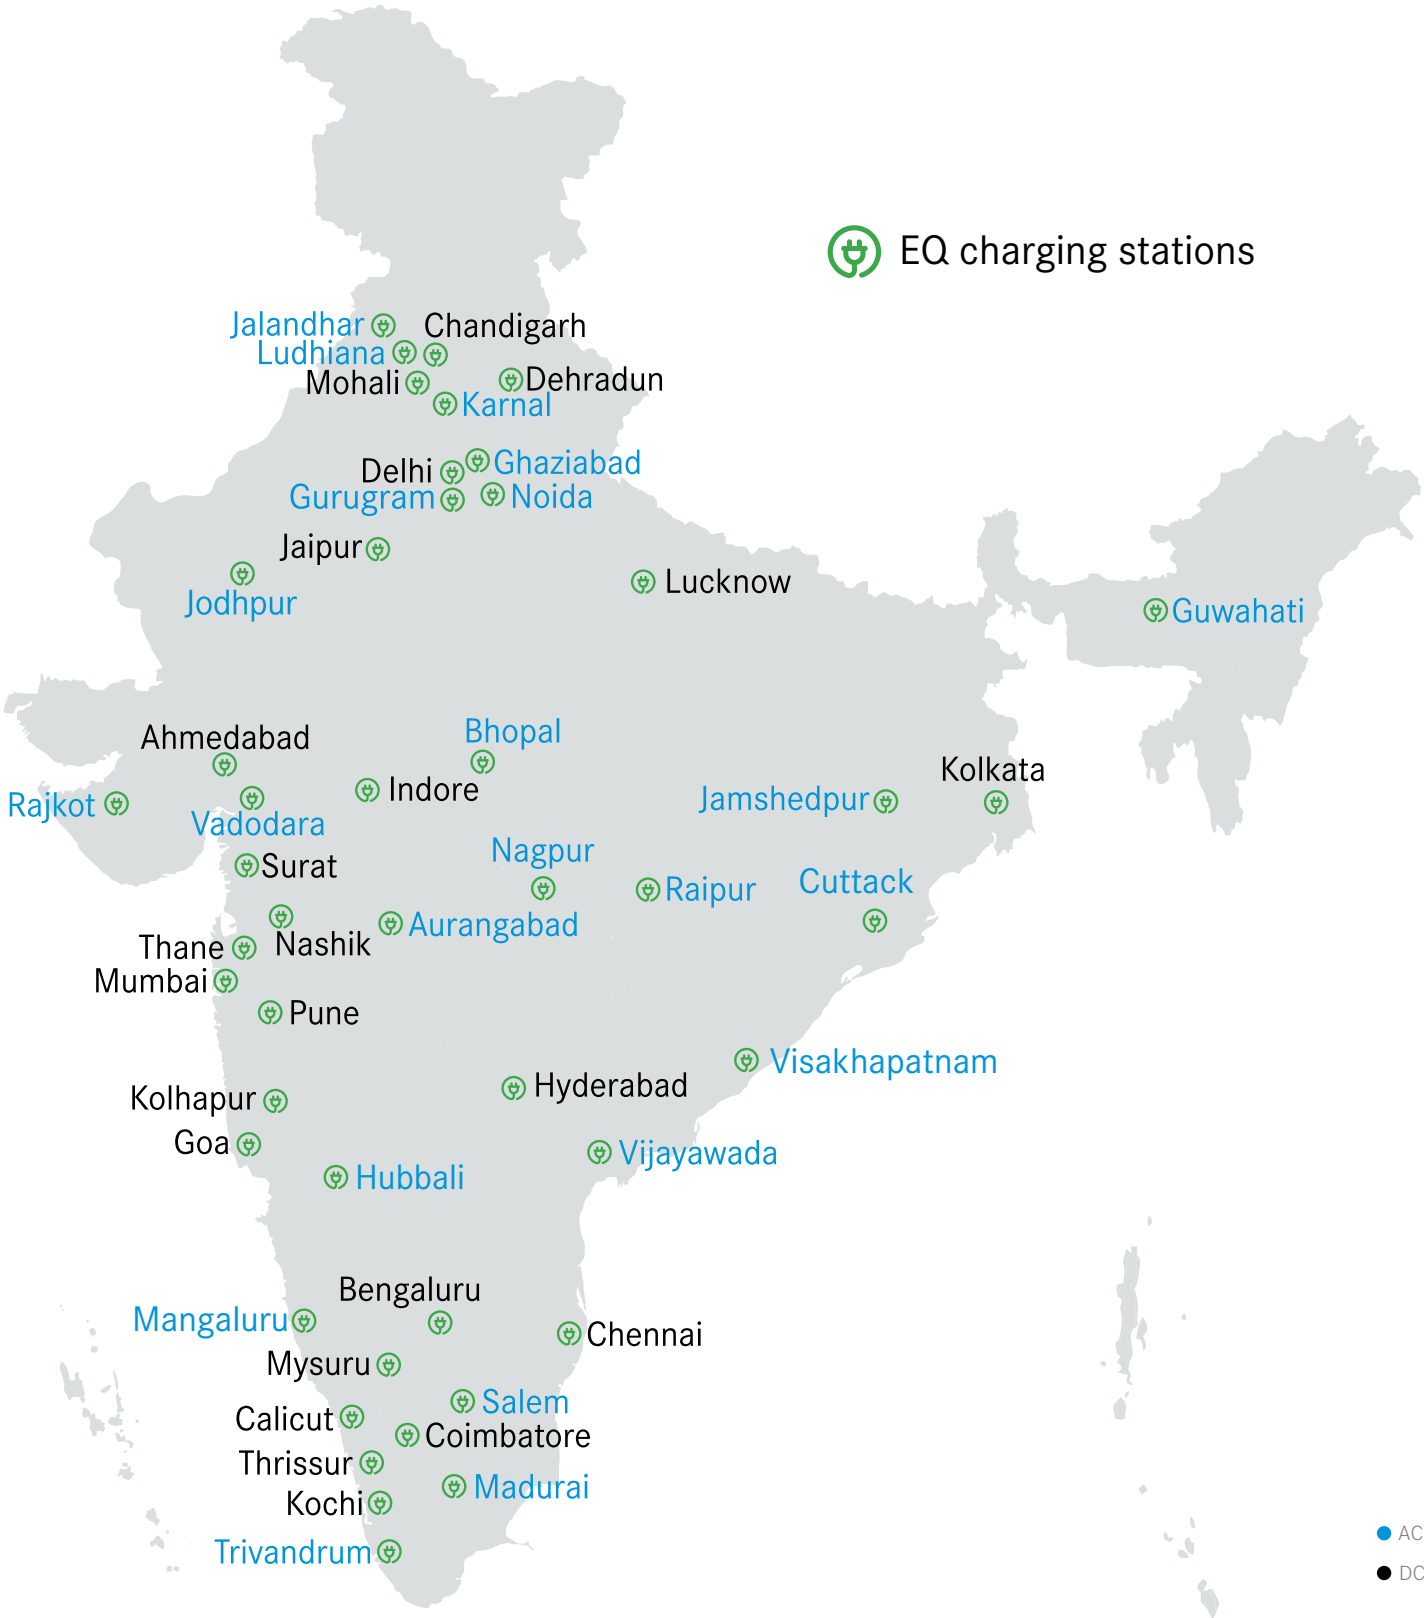 EQ charging stations
Jalandhar
Chandigarh
Ludhiana
Mohali
Dehradun
Karnal
Delhi
Ghaziabad
Gurugram
Noida
Jaipur
Jodhpur
Lucknow
Guwahati
Ahmedabad
Bhopal
Indore
Kolkata
Rajkot
Jamshedpur
Vadodara
Surat
Nagpur
Raipur
Cuttack
Aurangabad
Nashik
Thane
Mumbai
Pune
Visakhapatnam
Hyderabad
Kolhapur
Goa
Vijayawada
Hubbali
Bengaluru
Mangaluru
Chennai
Mysuru
Salem
Calicut
Coimbatore
Thrissur
Madurai
Kochi
Trivandrum
AC
DC